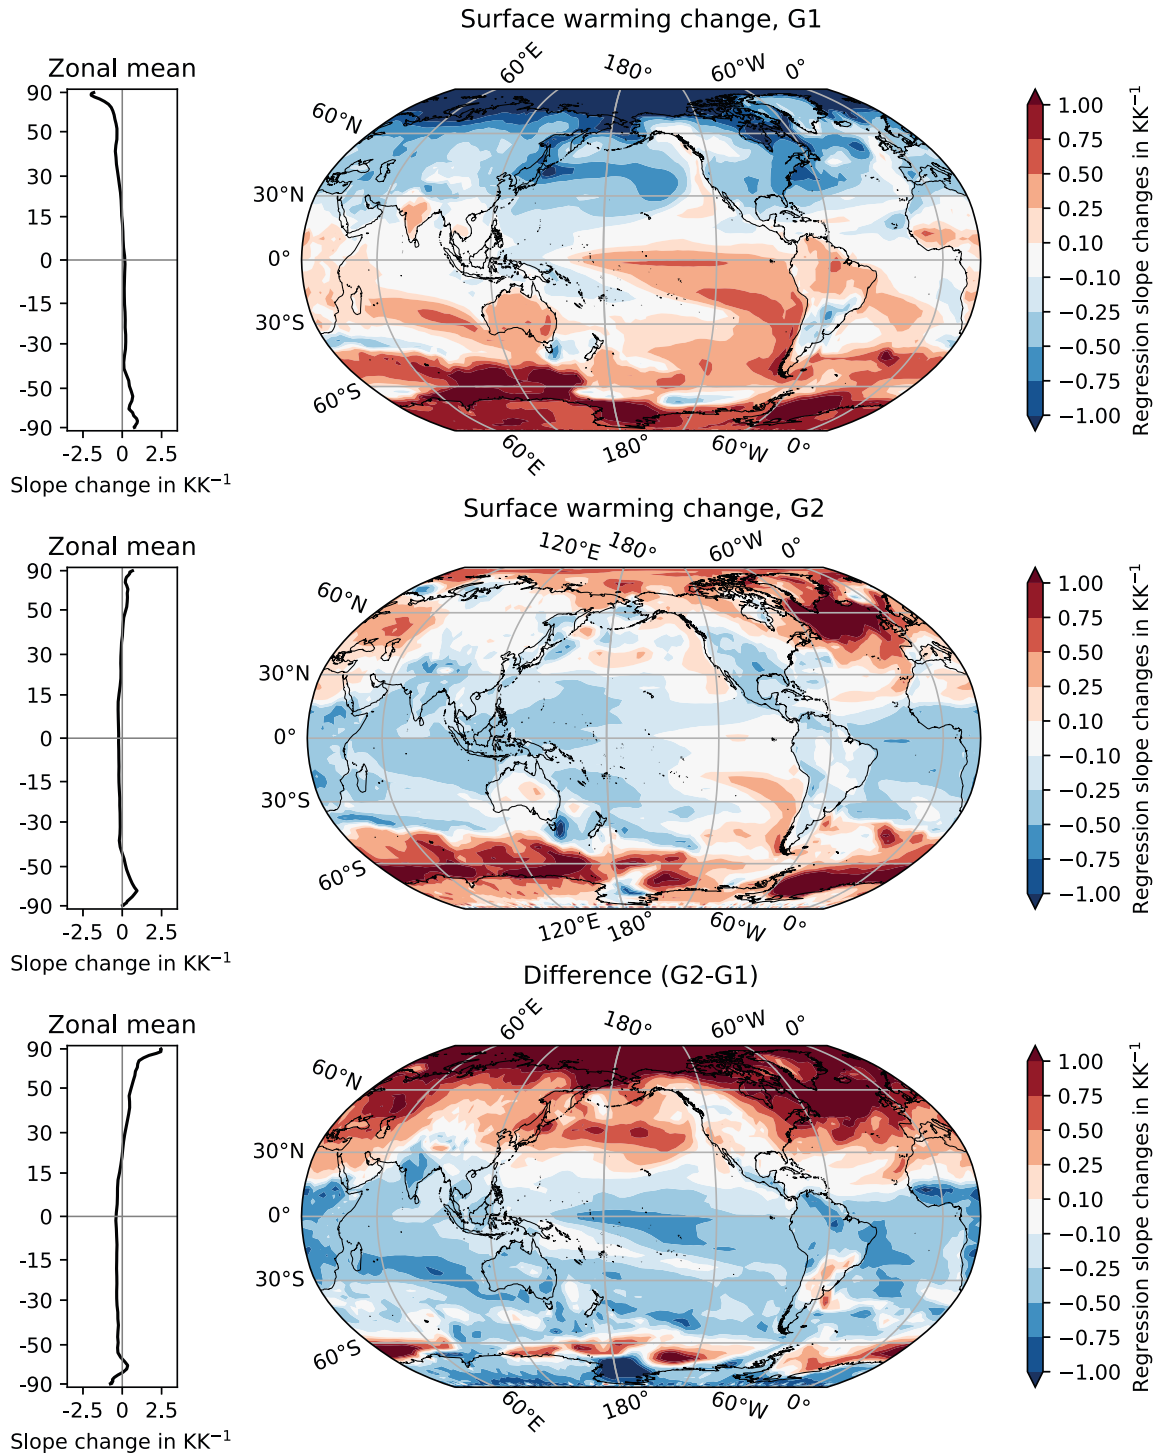 Surface warming change, G1
60°E 180° 60°W 0°
Zonal mean
90
50
30
15
0
-15
-30
-50
-90
-2.5 0 2.5
Slope change in KK⁻¹
60°N
30°N
0°
30°S
60°S
60°E 180° 60°W 0°
1.00
0.75
0.50
0.25
0.10
−0.10
−0.25
−0.50
−0.75
−1.00
Regression slope changes in KK⁻¹
Surface warming change, G2
120°E 180° 60°W 0°
Zonal mean
90
50
30
15
0
-15
-30
-50
-90
-2.5 0 2.5
Slope change in KK⁻¹
60°N
30°N
0°
30°S
60°S
120°E 180° 60°W 0°
1.00
0.75
0.50
0.25
0.10
−0.10
−0.25
−0.50
−0.75
−1.00
Regression slope changes in KK⁻¹
Difference (G2-G1)
60°E 180° 60°W 0°
Zonal mean
90
50
30
15
0
-15
-30
-50
-90
-2.5 0 2.5
Slope change in KK⁻¹
60°N
30°N
0°
30°S
60°S
60°E 180° 60°W 0°
1.00
0.75
0.50
0.25
0.10
−0.10
−0.25
−0.50
−0.75
−1.00
Regression slope changes in KK⁻¹